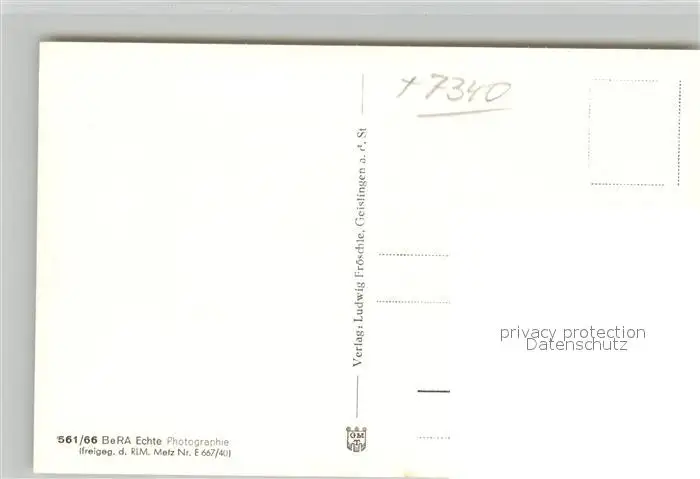 + 7340
Verlag: Ludwig Fröschle, Geislingen a. d. St
privacy protection
Datenschutz
561/66 BeRA Echte Photographie
(freigeg. d. RLM. Metz Nr. E 667/40)